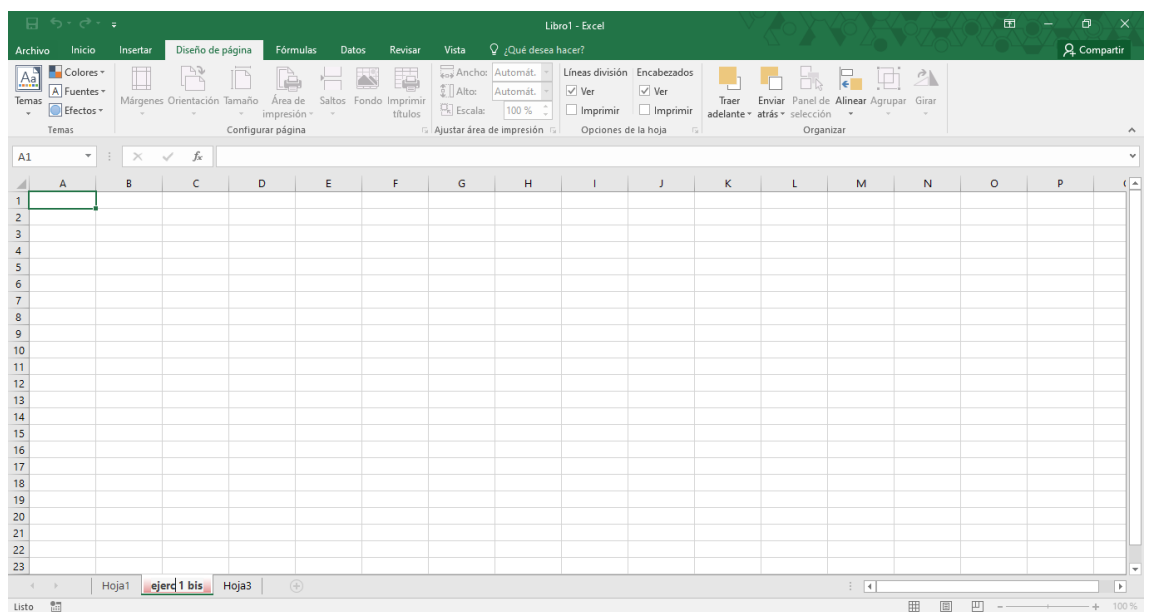 Libro1 - Excel
Archivo Inicio Insertar Diseño de página Fórmulas Datos Revisar Vista ¿Qué desea hacer? Compartir
Aa Colores Ancho: Automát. Líneas división Encabezados
A Fuentes Alto: Automát. Ver Ver
Temas Efectos Márgenes Orientación Tamaño Área de impresión Saltos Fondo Imprimir títulos Escala: 100 % Imprimir Imprimir Traer adelante Enviar atrás Panel de selección Alinear Agrupar Girar
Temas Configurar página Ajustar área de impresión Opciones de la hoja Organizar
A1 fx
A B C D E F G H I J K L M N O P
1
2
3
4
5
6
7
8
9
10
11
12
13
14
15
16
17
18
19
20
21
22
23
Hoja1 ejerc 1 bis Hoja3
Listo 100 %